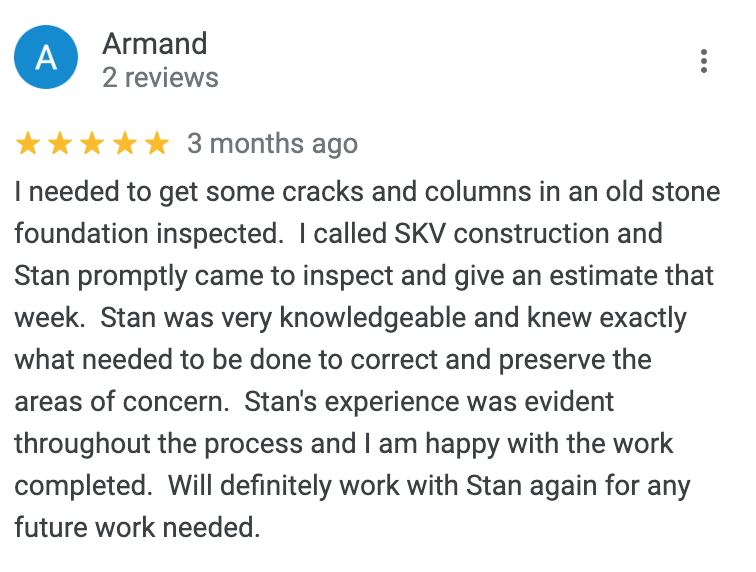 A
Armand
2 reviews
3 months ago
I needed to get some cracks and columns in an old stone
foundation inspected.  I called SKV construction and
Stan promptly came to inspect and give an estimate that
week.  Stan was very knowledgeable and knew exactly
what needed to be done to correct and preserve the
areas of concern.  Stan's experience was evident
throughout the process and I am happy with the work
completed.  Will definitely work with Stan again for any
future work needed.